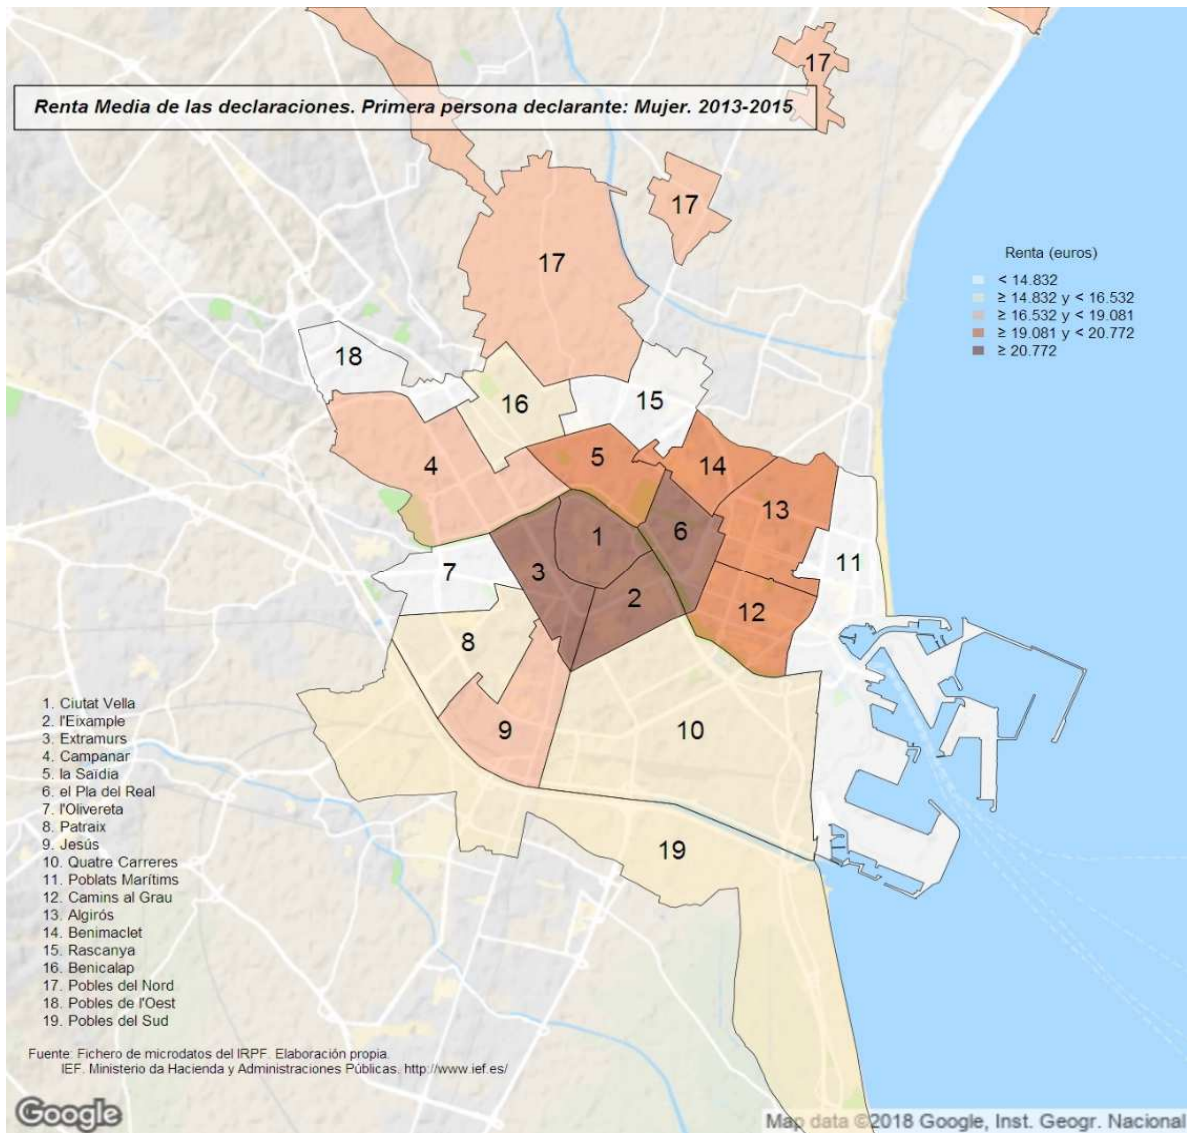 Renta Media de las declaraciones. Primera persona declarante: Mujer. 2013-2015
17
17
17
Renta (euros)
< 14.832
≥ 14.832 y < 16.532
≥ 16.532 y < 19.081
≥ 19.081 y < 20.772
≥ 20.772
18
16
15
4
5
14
13
1
6
11
7
3
2
12
8
9
10
19
1. Ciutat Vella
2. l'Eixample
3. Extramurs
4. Campanar
5. la Saïdia
6. el Pla del Real
7. l'Olivereta
8. Patraix
9. Jesús
10. Quatre Carreres
11. Poblats Marítims
12. Camins al Grau
13. Algirós
14. Benimaclet
15. Rascanya
16. Benicalap
17. Pobles del Nord
18. Pobles de l'Oest
19. Pobles del Sud
Fuente: Fichero de microdatos del IRPF. Elaboración propia.
IEF. Ministerio da Hacienda y Administraciones Públicas. http://www.ief.es/
Google
Map data ©2018 Google, Inst. Geogr. Nacional